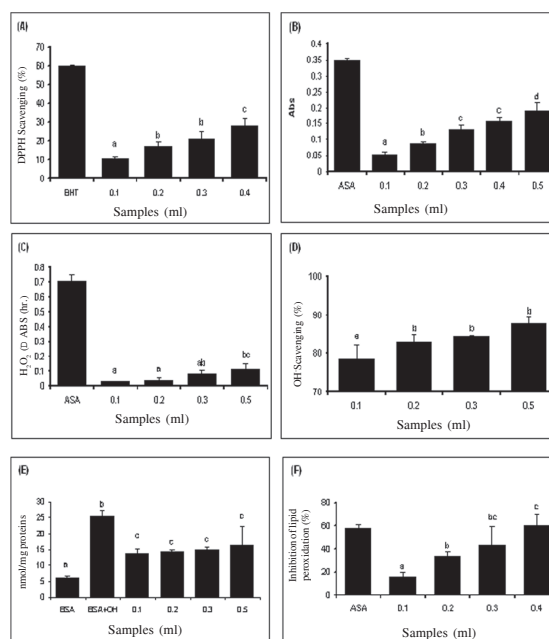 (A)
DPPH Scavenging (%)
70
60
50
40
30
20
10
0
a
b
b
c
BHT 0.1 0.2 0.3 0.4
Samples (ml)
(B)
Abs
0.4
0.35
0.3
0.25
0.2
0.15
0.1
0.05
0
a
b
c
c
d
ASA 0.1 0.2 0.3 0.4 0.5
Samples (ml)
(C)
H2O2 (D ABS (hr.)
0.8
0.7
0.6
0.5
0.4
0.3
0.2
0.1
0
a
a
ab
bc
ASA 0.1 0.2 0.3 0.5
Samples (ml)
(D)
OH Scavenging (%)
100
90
80
70
b
b
b
0.1 0.2 0.3 0.5
Samples (ml)
(E)
nmol/mg proteins
30
25
20
15
10
5
0
a
b
c
c
c
c
BSA BSA+OH 0.1 0.2 0.3 0.5
Samples (ml)
(F)
Inhibition of lipid
peroxidation (%)
80
60
40
20
0
a
b
bc
c
ASA 0.1 0.2 0.3 0.4
Samples (ml)